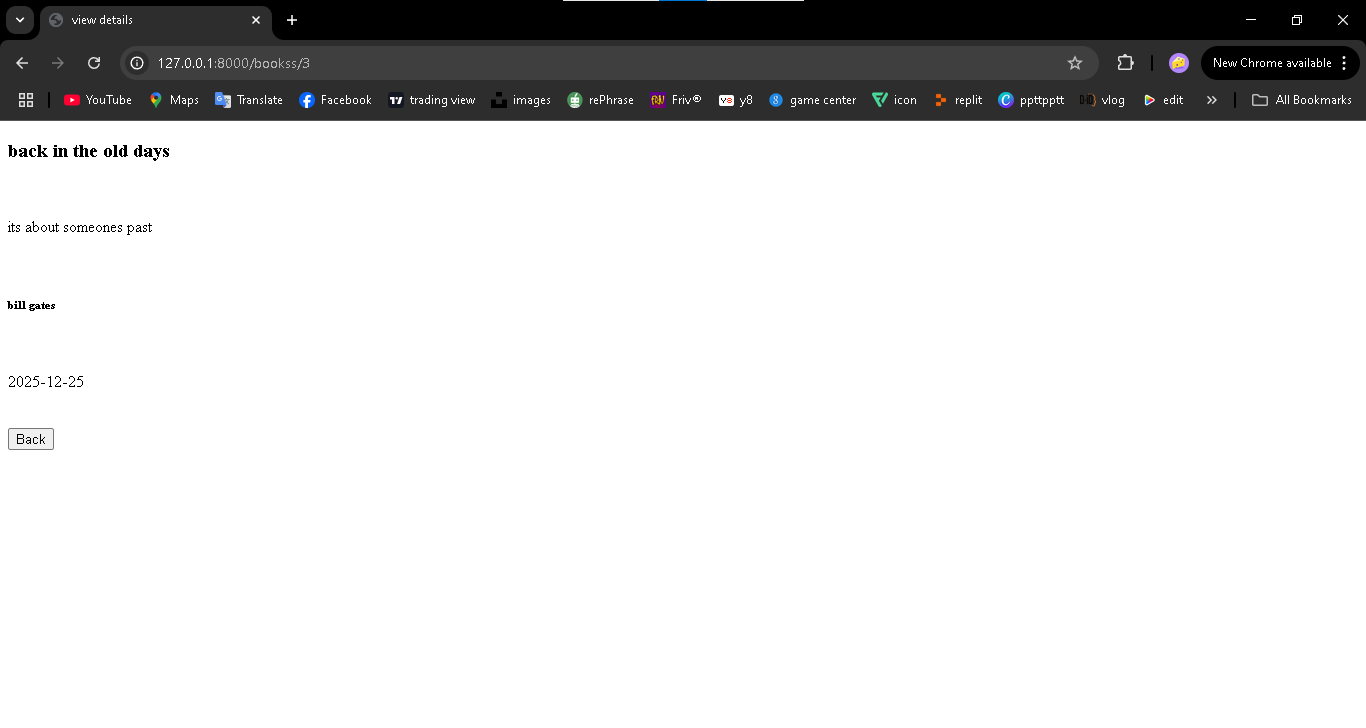 view details
127.0.0.1:8000/bookss/3
New Chrome available
YouTube Maps Translate Facebook trading view images rePhrase Friv® y8 game center icon replit ppttpptt vlog edit » All Bookmarks
back in the old days
its about someones past
bill gates
2025-12-25
Back